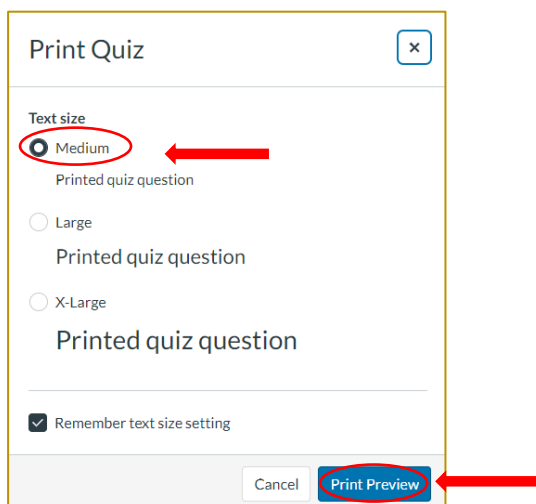 Print Quiz
×
Text size
Medium
Printed quiz question
Large
Printed quiz question
X-Large
Printed quiz question
Remember text size setting
Cancel Print Preview